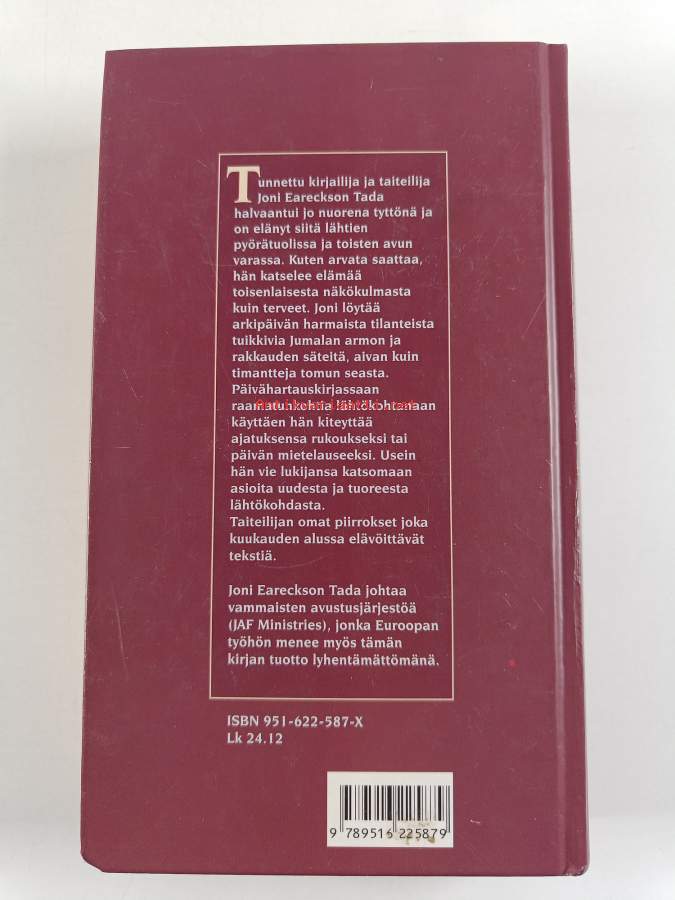 Tunnettu kirjailija ja taiteilija
Joni Eareckson Tada
halvaantui jo nuorena tyttönä ja
on elänyt siitä lähtien
pyörätuolissa ja toisten avun
varassa. Kuten arvata saattaa,
hän katselee elämää
toisenlaisesta näkökulmasta
kuin terveet. Joni löytää
arkipäivän harmaista tilanteista
tuikkivia Jumalan armon ja
rakkauden säteitä, aivan kuin
timantteja tomun seasta.
Päivähartauskirjassaan
raamatunkohtia lähtökohtanaan
käyttäen hän kiteyttää
ajatuksensa rukoukseksi tai
päivän mietelauseeksi. Usein
hän vie lukijansa katsomaan
asioita uudesta ja tuoreesta
lähtökohdasta.
Taiteilijan omat piirrokset joka
kuukauden alussa elävöittävät
tekstiä.
Joni Eareckson Tada johtaa
vammaisten avustusjärjestöä
(JAF Ministries), jonka Euroopan
työhön menee myös tämän
kirjan tuotto lyhentämättömänä.
ISBN 951-622-587-X
Lk 24.12
9 789516 225879